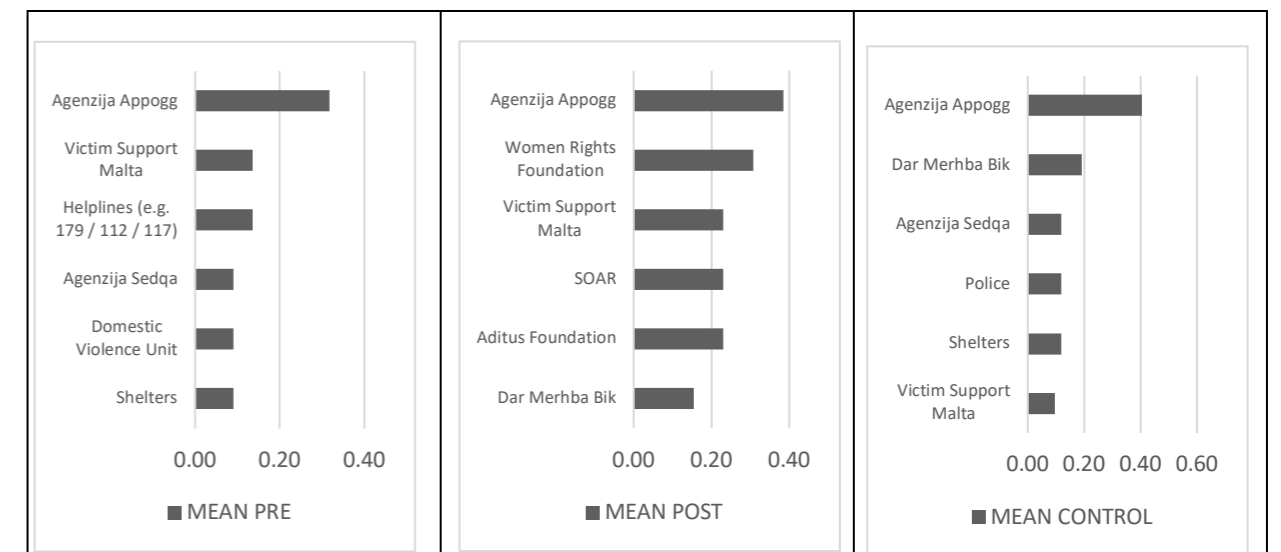 Agenzija Appogg
Victim Support
Malta
Helplines (e.g.
179 / 112 / 117)
Agenzija Sedqa
Domestic
Violence Unit
Shelters
0.00 0.20 0.40
MEAN PRE
Agenzija Appogg
Women Rights
Foundation
Victim Support
Malta
SOAR
Aditus Foundation
Dar Merhba Bik
0.00 0.20 0.40
MEAN POST
Agenzija Appogg
Dar Merhba Bik
Agenzija Sedqa
Police
Shelters
Victim Support
Malta
0.00 0.20 0.40 0.60
MEAN CONTROL